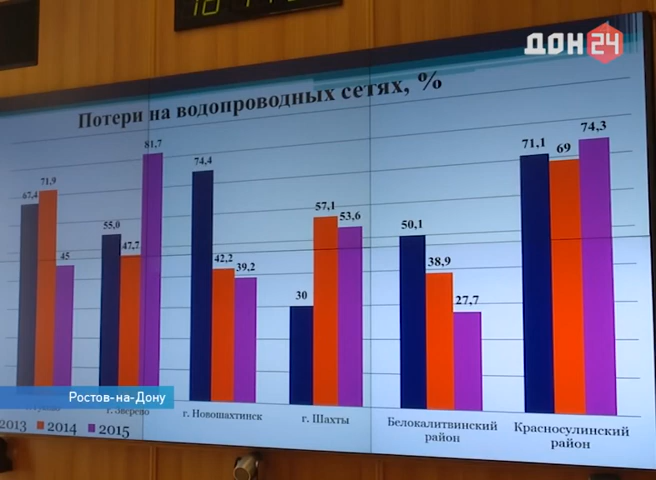 ДОН 24
Потери на водопроводных сетях, %
67,4 71,9 45
55,0 47,7 81,7
74,4 42,2 39,2
30 57,1 53,6
50,1 38,9 27,7
71,1 69 74,3
Ростов-на-Дону
г. Зверево
г. Новошахтинск
г. Шахты
Белокалитвинский
район
Красносулинский
район
2013 2014 2015